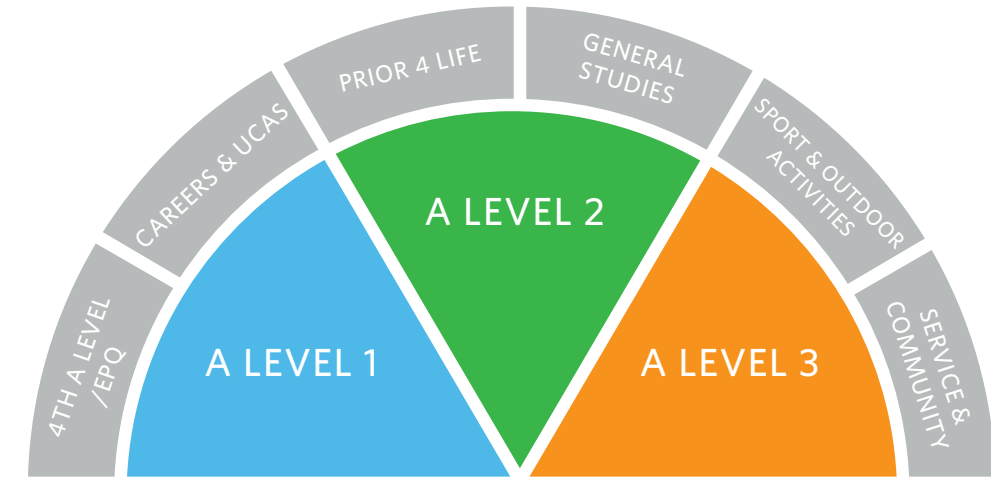 4TH A LEVEL
/EPQ
CAREERS & UCAS
PRIOR 4 LIFE
GENERAL
STUDIES
SPORT & OUTDOOR
ACTIVITIES
SERVICE &
COMMUNITY
A LEVEL 1
A LEVEL 2
A LEVEL 3